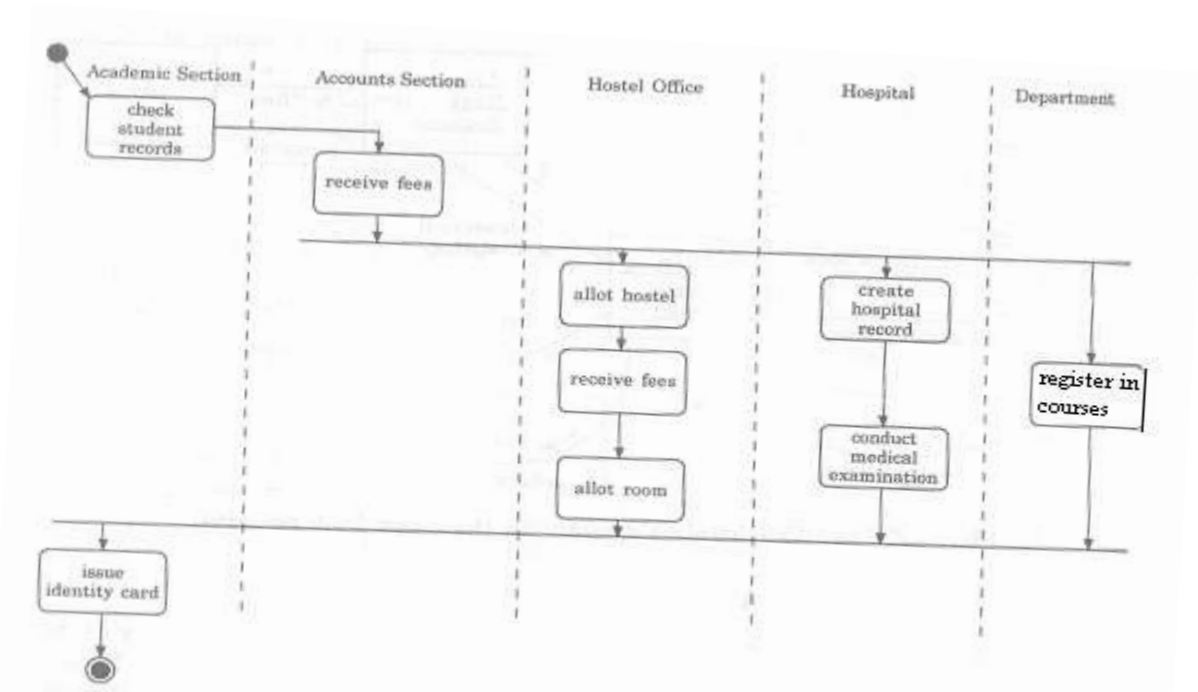 Academic Section
Accounts Section
Hostel Office
Hospital
Department
check
student
records
receive fees
allot hostel
create
hospital
record
receive fees
register in
courses
conduct
medical
examination
allot room
issue
identity card